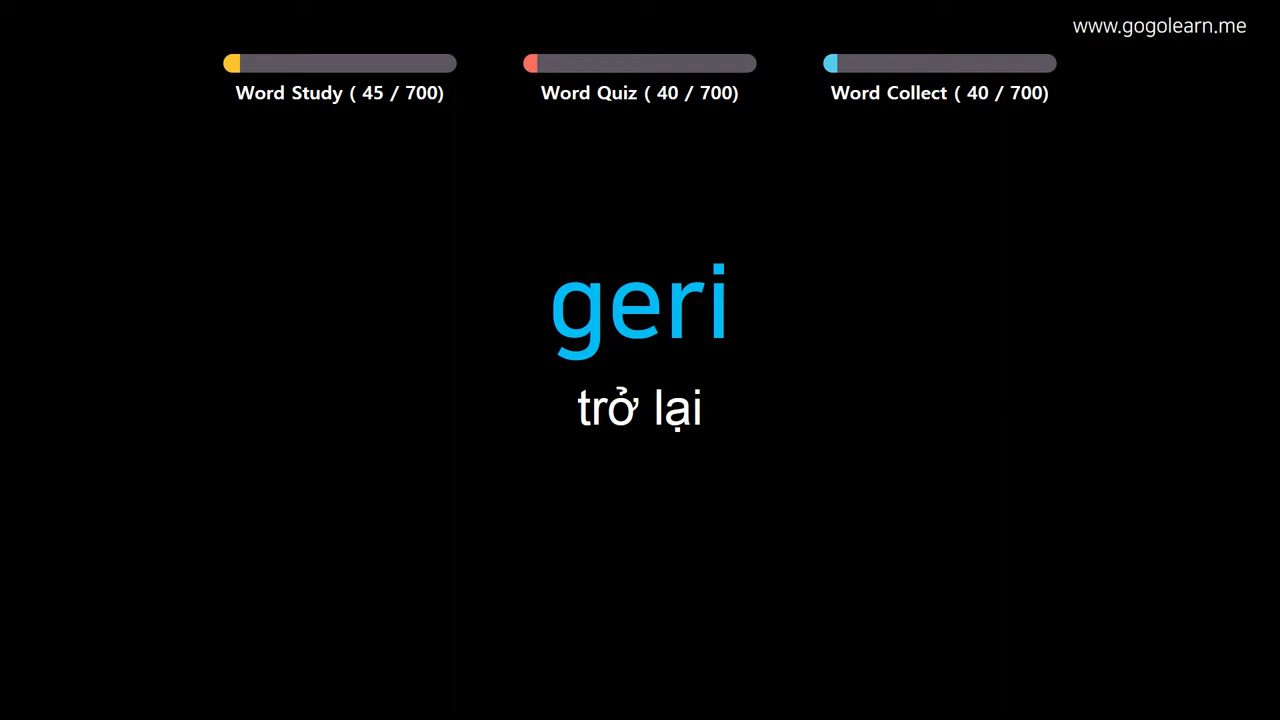 www.gogolearn.me
Word Study ( 45 / 700)
Word Quiz ( 40 / 700)
Word Collect ( 40 / 700)
geri
trở lại